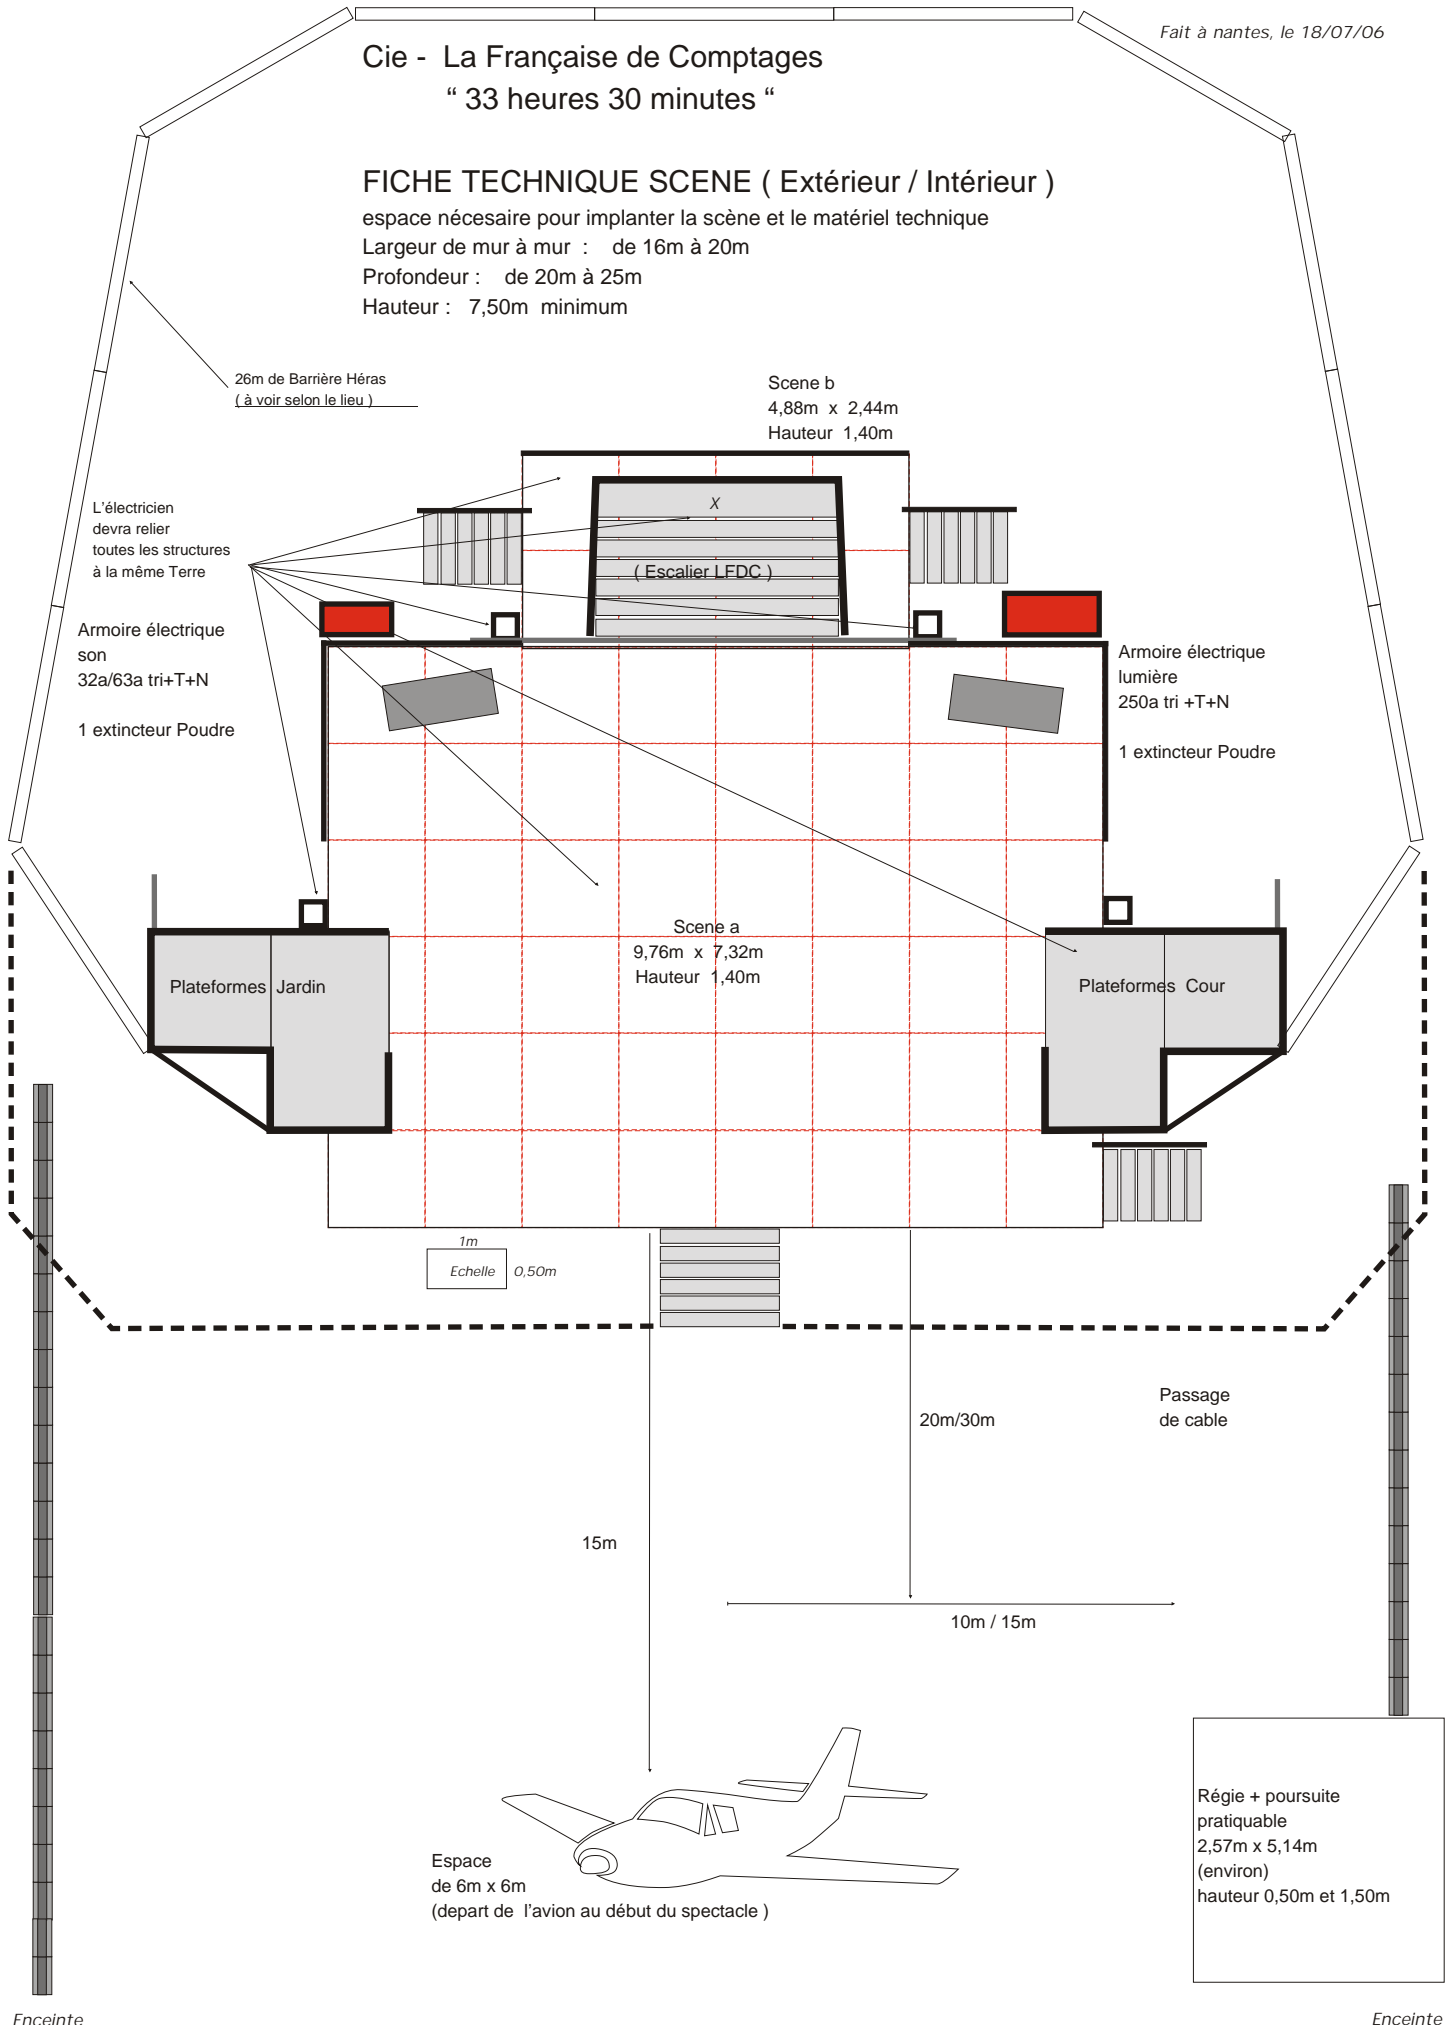 Fait à nantes, le 18/07/06
Cie - La Française de Comptages
“ 33 heures 30 minutes “
FICHE TECHNIQUE SCENE ( Extérieur / Intérieur )
espace nécesaire pour implanter la scène et le matériel technique
Largeur de mur à mur : de 16m à 20m
Profondeur : de 20m à 25m
Hauteur : 7,50m minimum
26m de Barrière Héras
( à voir selon le lieu )
Scene b
4,88m x 2,44m
Hauteur 1,40m
L'électricien
devra relier
toutes les structures
à la même Terre
X
( Escalier LFDC )
Armoire électrique
son
32a/63a tri+T+N
1 extincteur Poudre
Armoire électrique
lumière
250a tri +T+N
1 extincteur Poudre
Scene a
9,76m x 7,32m
Hauteur 1,40m
Plateformes Jardin
Plateformes Cour
1m
Echelle 0,50m
Passage
de cable
20m/30m
15m
10m / 15m
Régie + poursuite
pratiquable
2,57m x 5,14m
(environ)
hauteur 0,50m et 1,50m
Espace
de 6m x 6m
(depart de l'avion au début du spectacle )
Enceinte
Enceinte